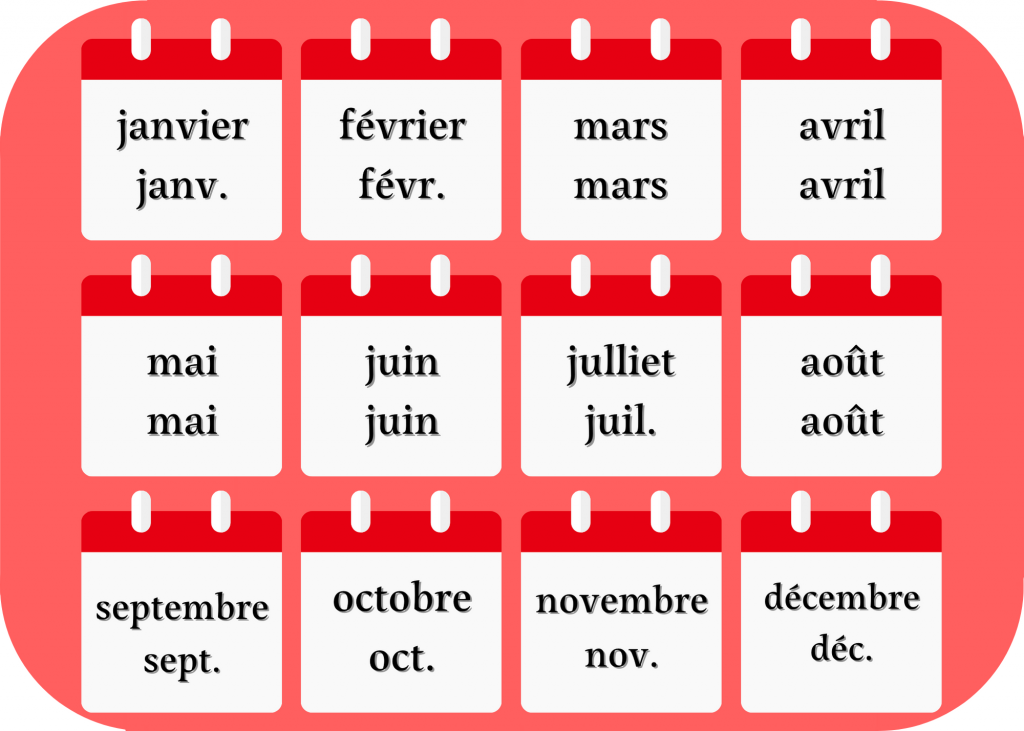 janvier
janv.
février
févr.
mars
mars
avril
avril
mai
mai
juin
juin
julliet
juil.
août
août
septembre
sept.
octobre
oct.
novembre
nov.
décembre
déc.